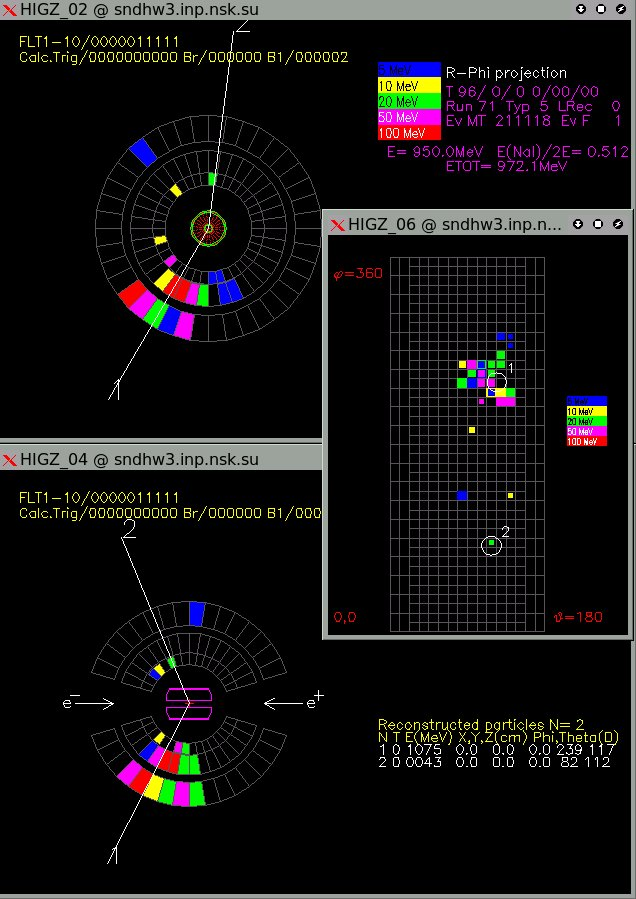 HIGZ_02 @ sndhw3.inp.nsk.su
FLT1-10/0000011111
Calc.Trig/0000000000 Br/000000 B1/000002
2
5 MeV
10 MeV
20 MeV
50 MeV
100 MeV
R-Phi projection
T 96/ 0/ 0 0/00/00
Run 71 Typ 5 LRec 0
Ev MT 211118 Ev F 1
E= 950.0MeV E(NaI)/2E= 0.512
ETOT= 972.1MeV
1
HIGZ_06 @ sndhw3.inp.n...
φ=360
1
5 MeV
10 MeV
20 MeV
50 MeV
100 MeV
2
0,0
ϑ=180
HIGZ_04 @ sndhw3.inp.nsk.su
FLT1-10/0000011111
Calc.Trig/0000000000 Br/000000 B1/000
2
e-
e+
1
Reconstructed particles N= 2
N T E(MeV) X,Y,Z(cm) Phi,Theta(D)
1 0 1075 0.0 0.0 0.0 239 117
2 0 0043 0.0 0.0 0.0 82 112